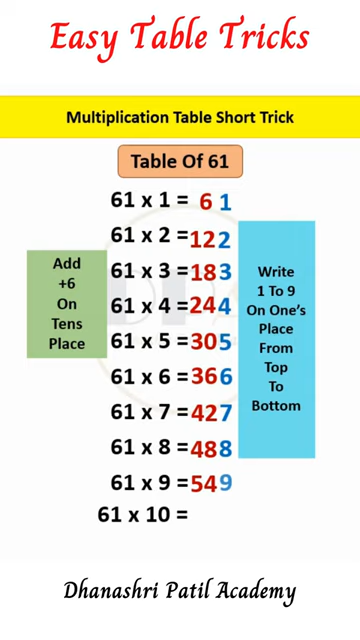 Easy Table Tricks
Multiplication Table Short Trick
Table Of 61
61 x 1 = 61
61 x 2 =122
61 x 3 =183
61 x 4 =244
61 x 5 =305
61 x 6 =366
61 x 7 =427
61 x 8 =488
61 x 9 =549
61 x 10 =
Add
+6
On
Tens
Place
Write
1 To 9
On One's
Place
From
Top
To
Bottom
Dhanashri Patil Academy